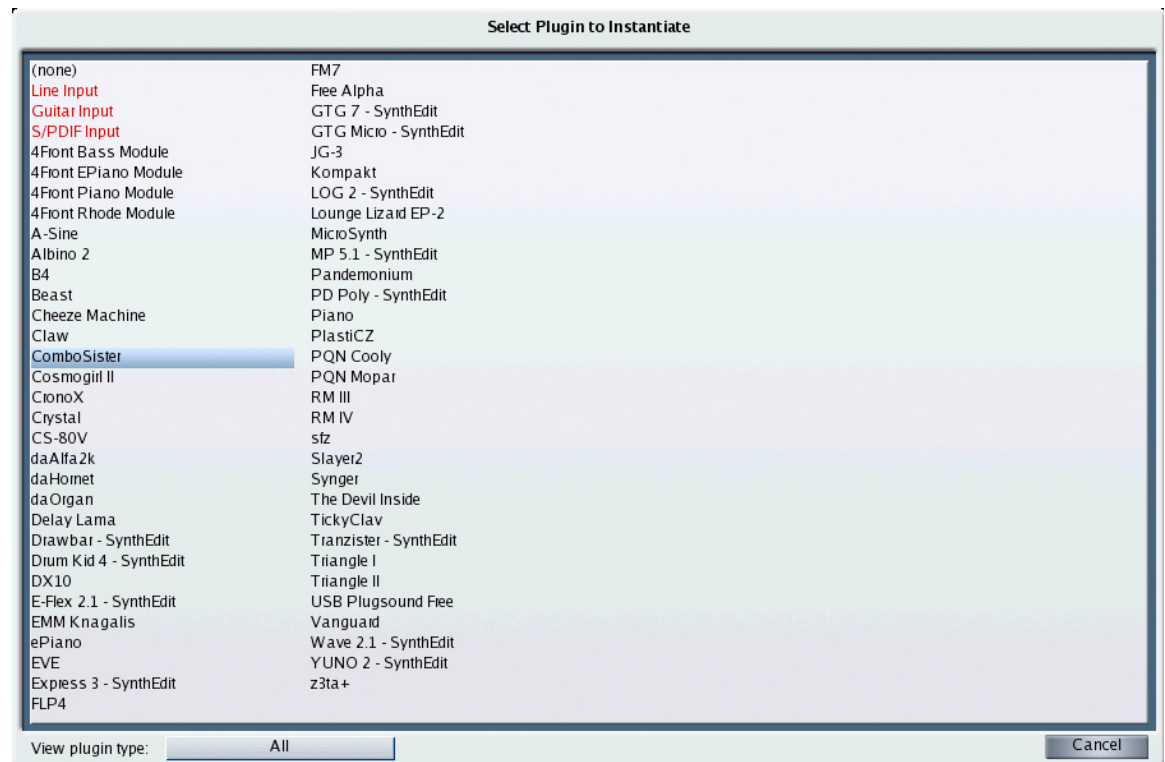 Select Plugin to Instantiate
(none)
Line Input
Guitar Input
S/PDIF Input
4Front Bass Module
4Front EPiano Module
4Front Piano Module
4Front Rhode Module
A-Sine
Albino 2
B4
Beast
Cheeze Machine
Claw
ComboSister
Cosmogirl II
CronoX
Crystal
CS-80V
daAlfa2k
daHornet
daOrgan
Delay Lama
Drawbar - SynthEdit
Drum Kid 4 - SynthEdit
DX10
E-Flex 2.1 - SynthEdit
EMM Knagalis
ePiano
EVE
Express 3 - SynthEdit
FLP4
FM7
Free Alpha
GTG 7 - SynthEdit
GTG Micro - SynthEdit
JG-3
Kompakt
LOG 2 - SynthEdit
Lounge Lizard EP-2
MicroSynth
MP 5.1 - SynthEdit
Pandemonium
PD Poly - SynthEdit
Piano
PlastiCZ
PQN Cooly
PQN Mopar
RM III
RM IV
sfz
Slayer2
Synger
The Devil Inside
TickyClav
Tranzister - SynthEdit
Triangle I
Triangle II
USB Plugsound Free
Vanguard
Wave 2.1 - SynthEdit
YUNO 2 - SynthEdit
z3ta+
View plugin type: All
Cancel